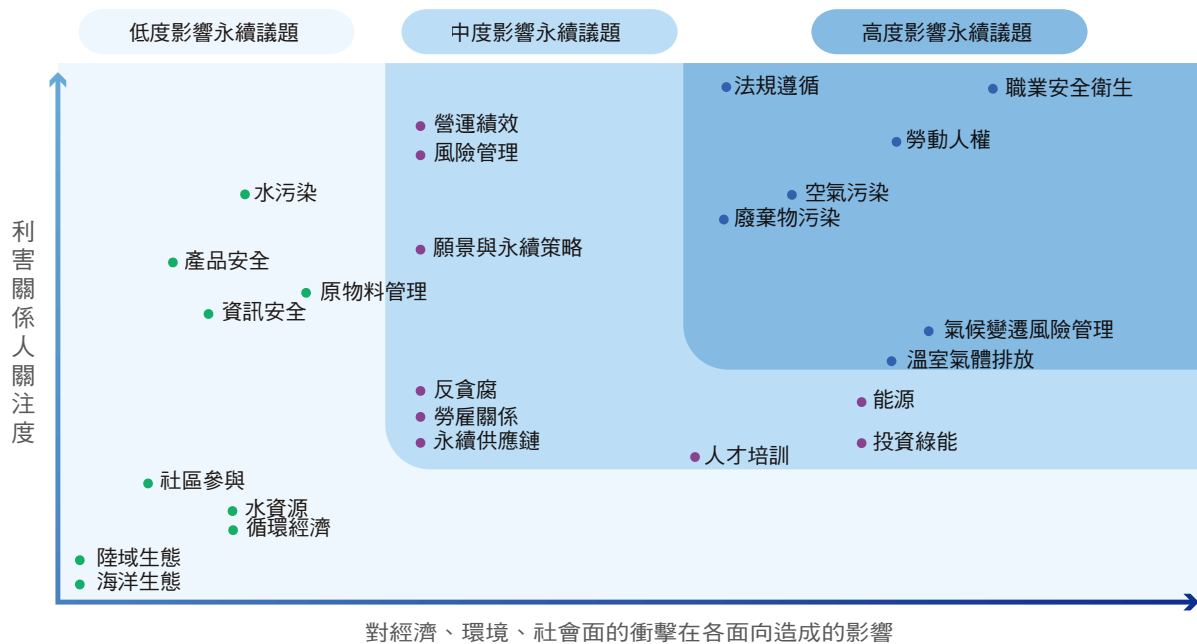 低度影響永續議題
中度影響永續議題
高度影響永續議題
法規遵循
職業安全衛生
營運績效
勞動人權
風險管理
水污染
空氣污染
廢棄物污染
願景與永續策略
產品安全
原物料管理
資訊安全
氣候變遷風險管理
溫室氣體排放
反貪腐
能源
勞雇關係
永續供應鏈
投資綠能
人才培訓
社區參與
水資源
循環經濟
陸域生態
海洋生態
利害關係人關注度
對經濟、環境、社會面的衝擊在各面向造成的影響